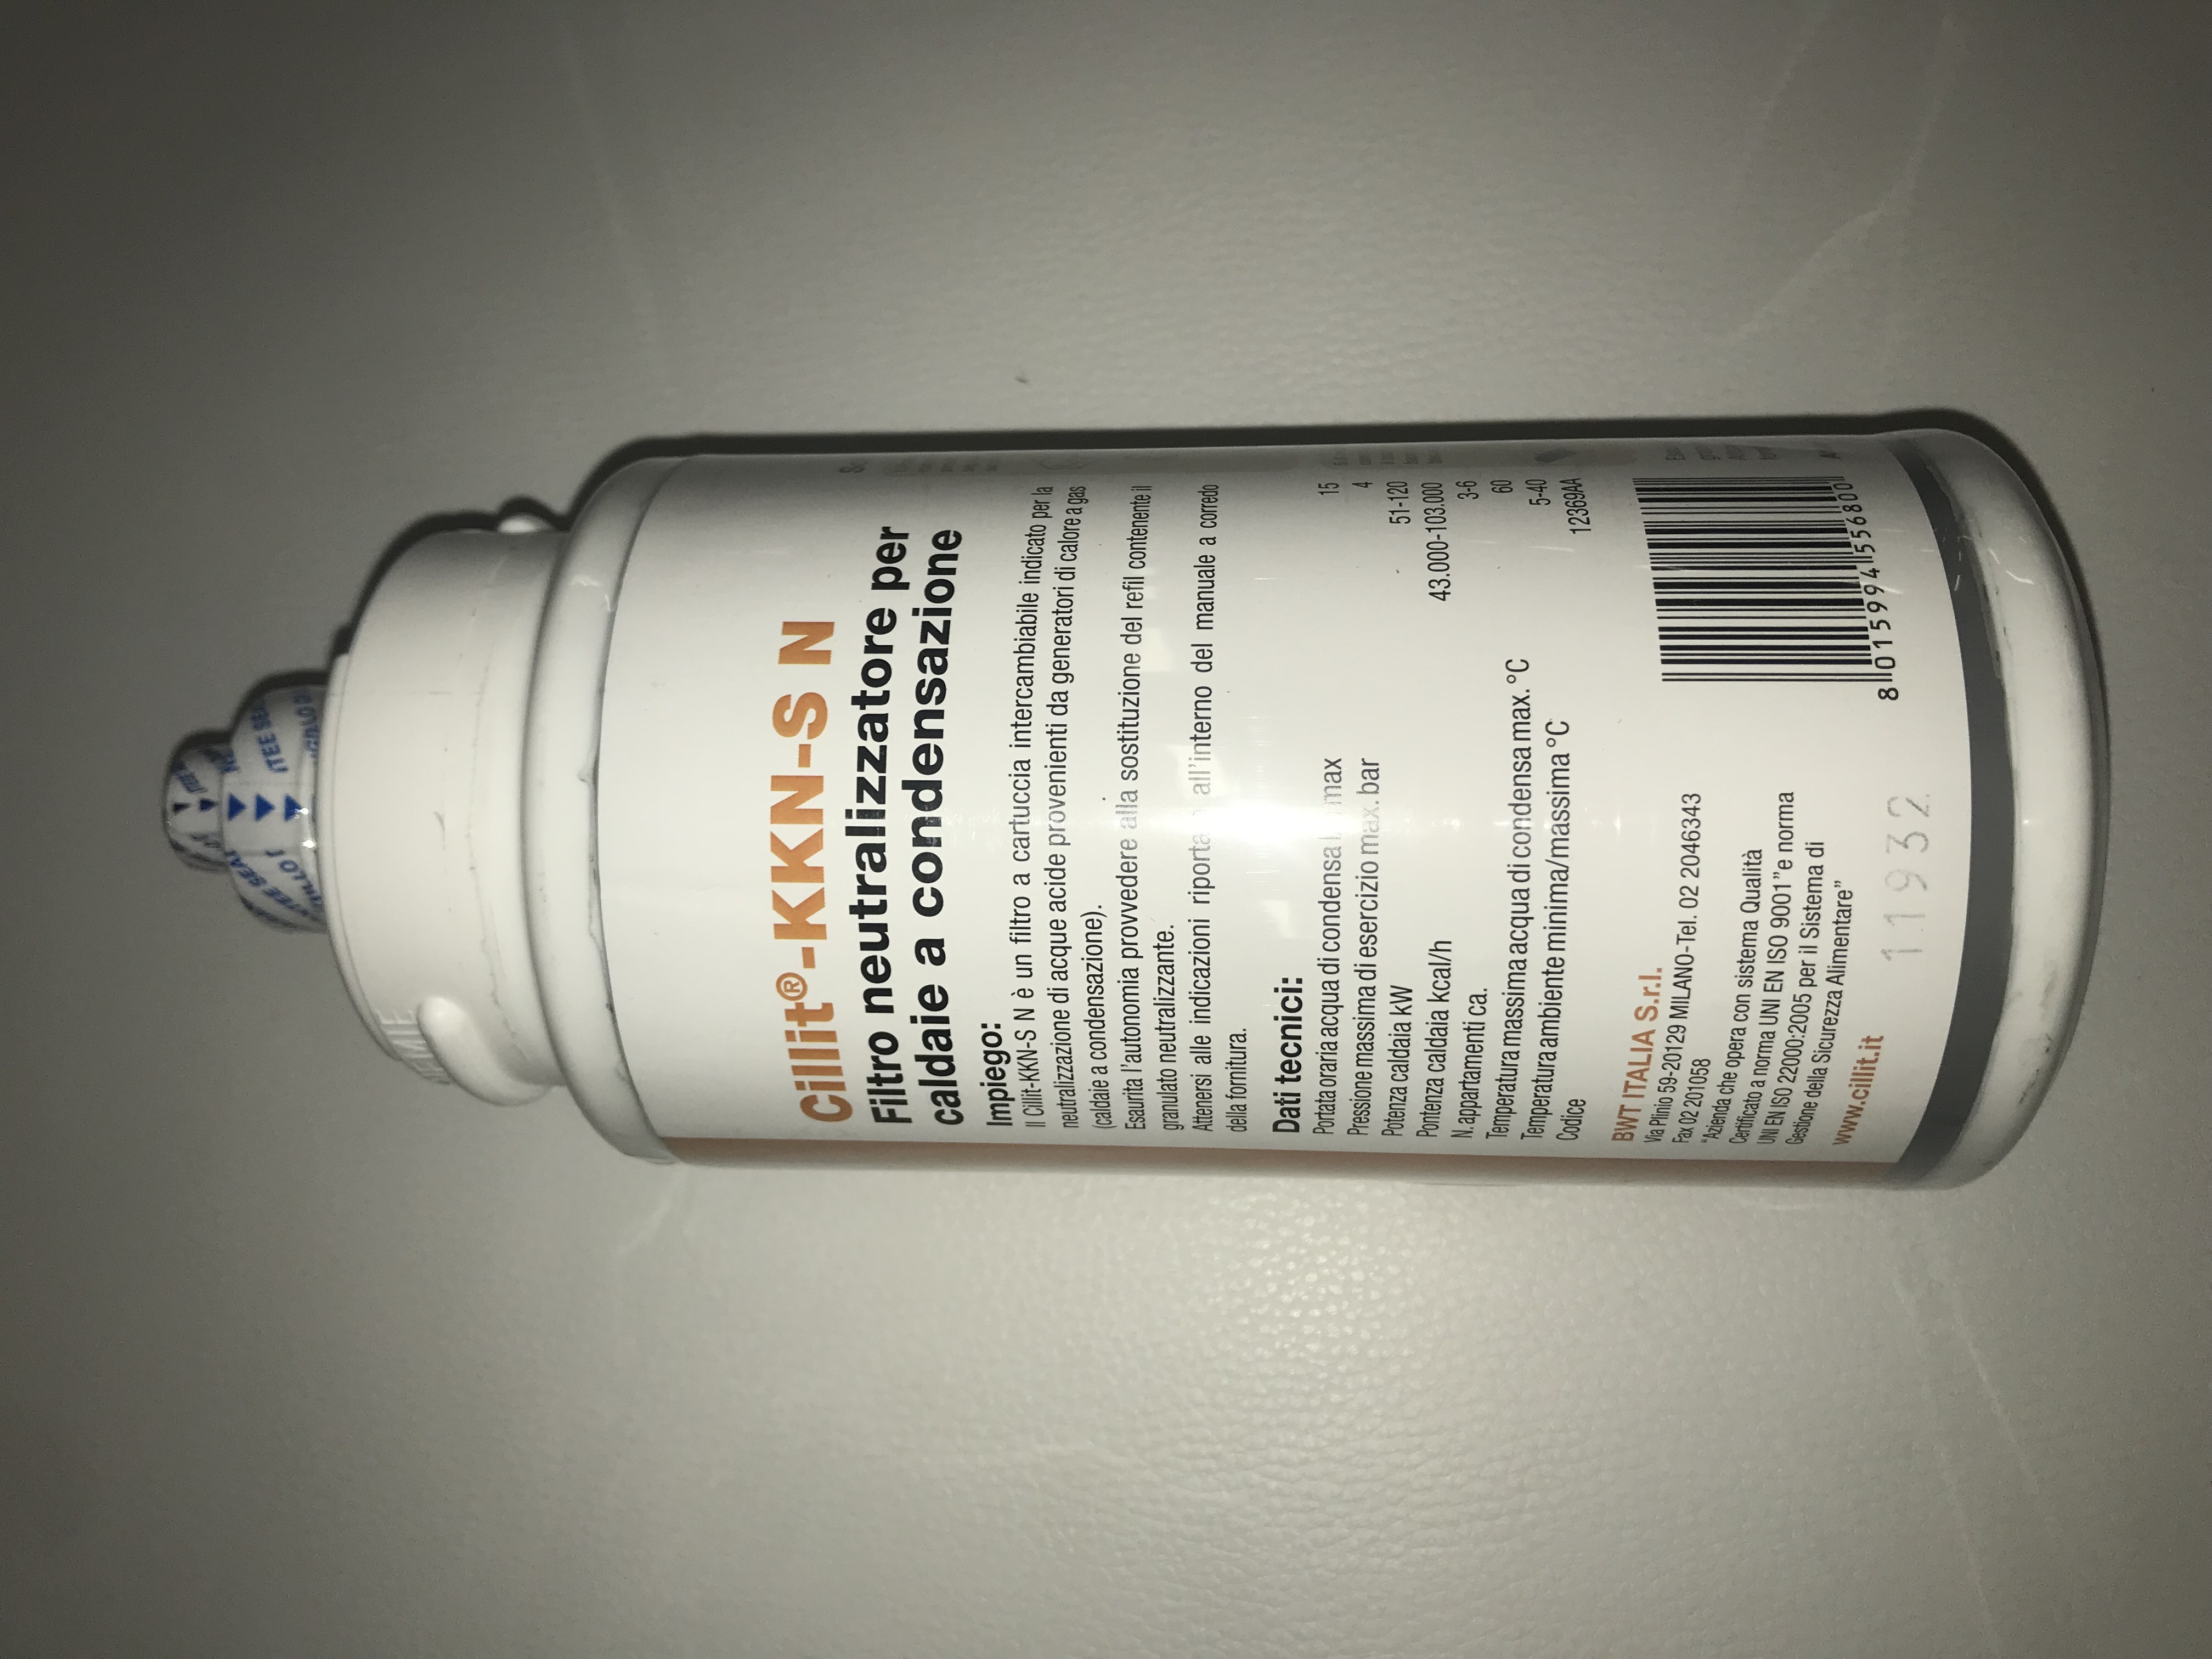 Cillit®-KKN-S N
Filtro neutralizzatore per
caldaie a condensazione
Impiego:
Il Cillit-KKN-S N è un filtro a cartuccia intercambiabile indicato per la
neutralizzazione di acque acide provenienti da generatori di calore a gas
(caldaie a condensazione).
Esaurita l'autonomia provvedere alla sostituzione del refil contenente il
granulato neutralizzante.
Attenersi alle indicazioni all'interno del manuale a corredo
della fornitura.
Dati tecnici:
Portata oraria acqua di condensa max 15
Pressione massima di esercizio max. bar 4
Potenza caldaia kW 51-120
Pontenza caldaia kcal/h 43.000-103.000
N. appartamenti ca. 3-6
Temperatura massima acqua di condensa max. °C 60
Temperatura ambiente minima/massima °C 5-40
Codice 12369AA
BWT ITALIA S.r.l.
Via Plinio 59-20129 MILANO-Tel. 02 2046343
Fax 02 201058
"Azienda che opera con sistema Qualità
Certificato a norma UNI EN ISO 9001" e norma
UNI EN ISO 22000:2005 per il Sistema di
Gestione della Sicurezza Alimentare"
www.cillit.it
8 015994 556800
11932